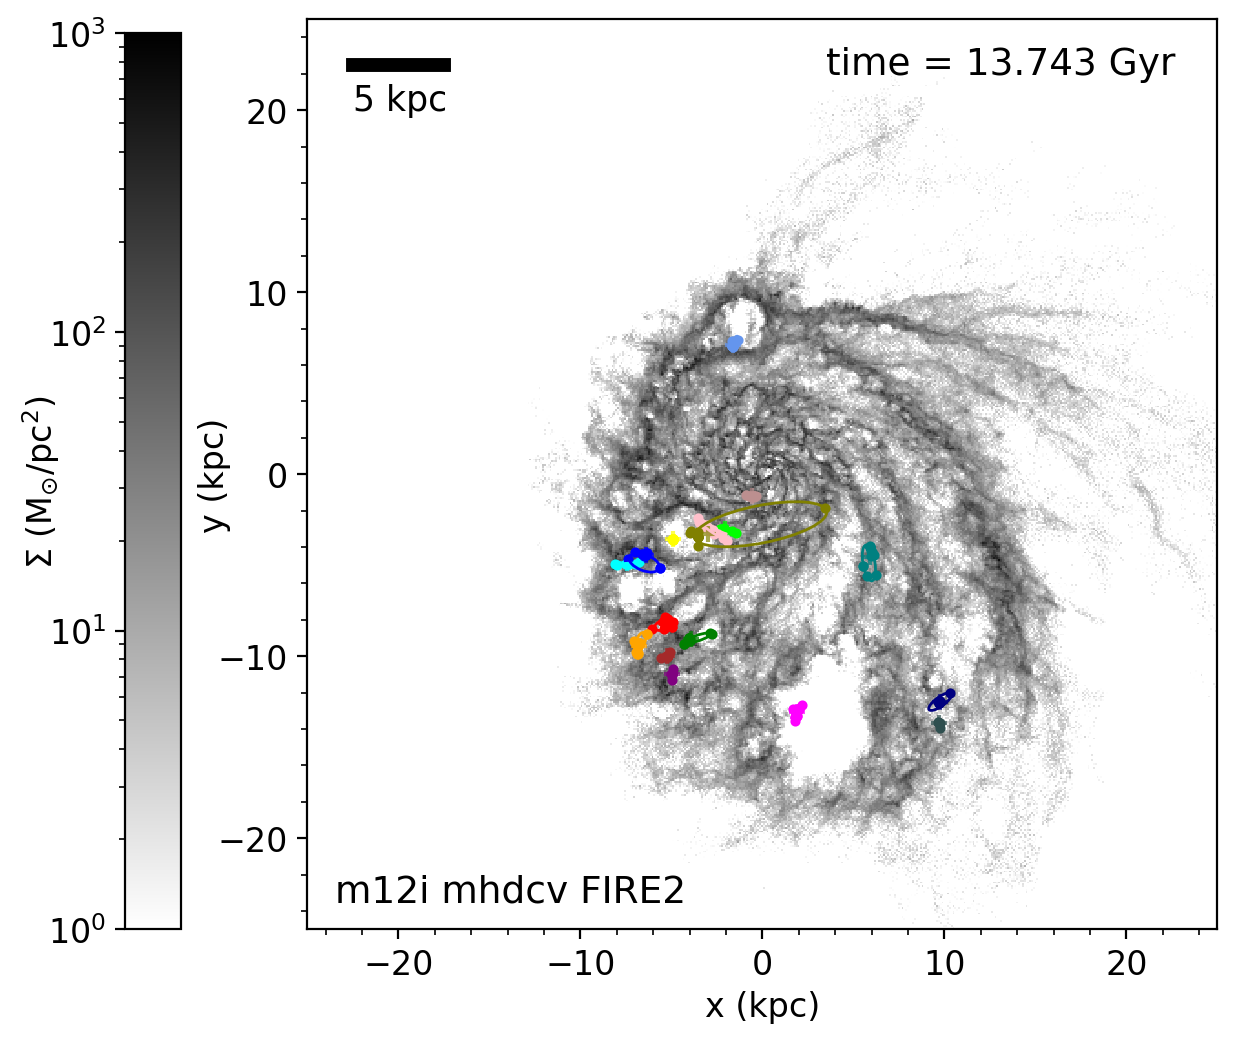 10³
10²
10¹
10⁰
Σ (M⊙/pc²)
5 kpc
time = 13.743 Gyr
m12i mhdcv FIRE2
20
10
0
−10
−20
y (kpc)
−20 −10 0 10 20
x (kpc)